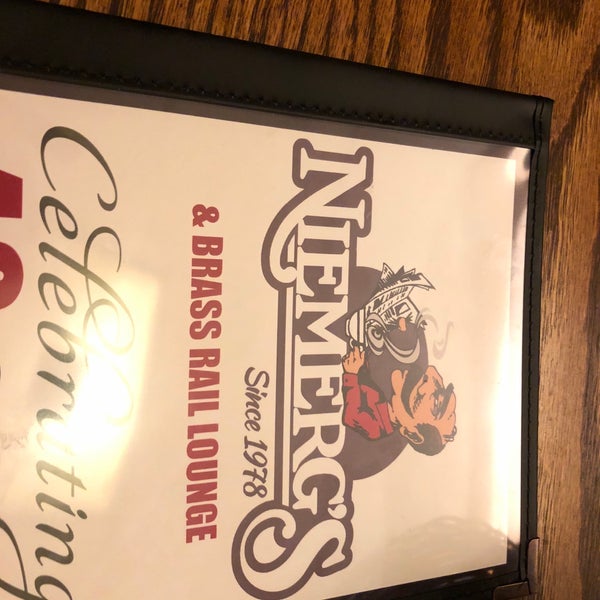 NIEMERG'S
Since 1978
& BRASS RAIL LOUNGE
Celebrating